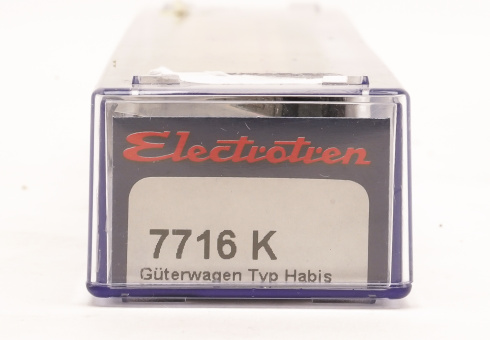 Electrotren
7716 K
Güterwagen Typ Habis